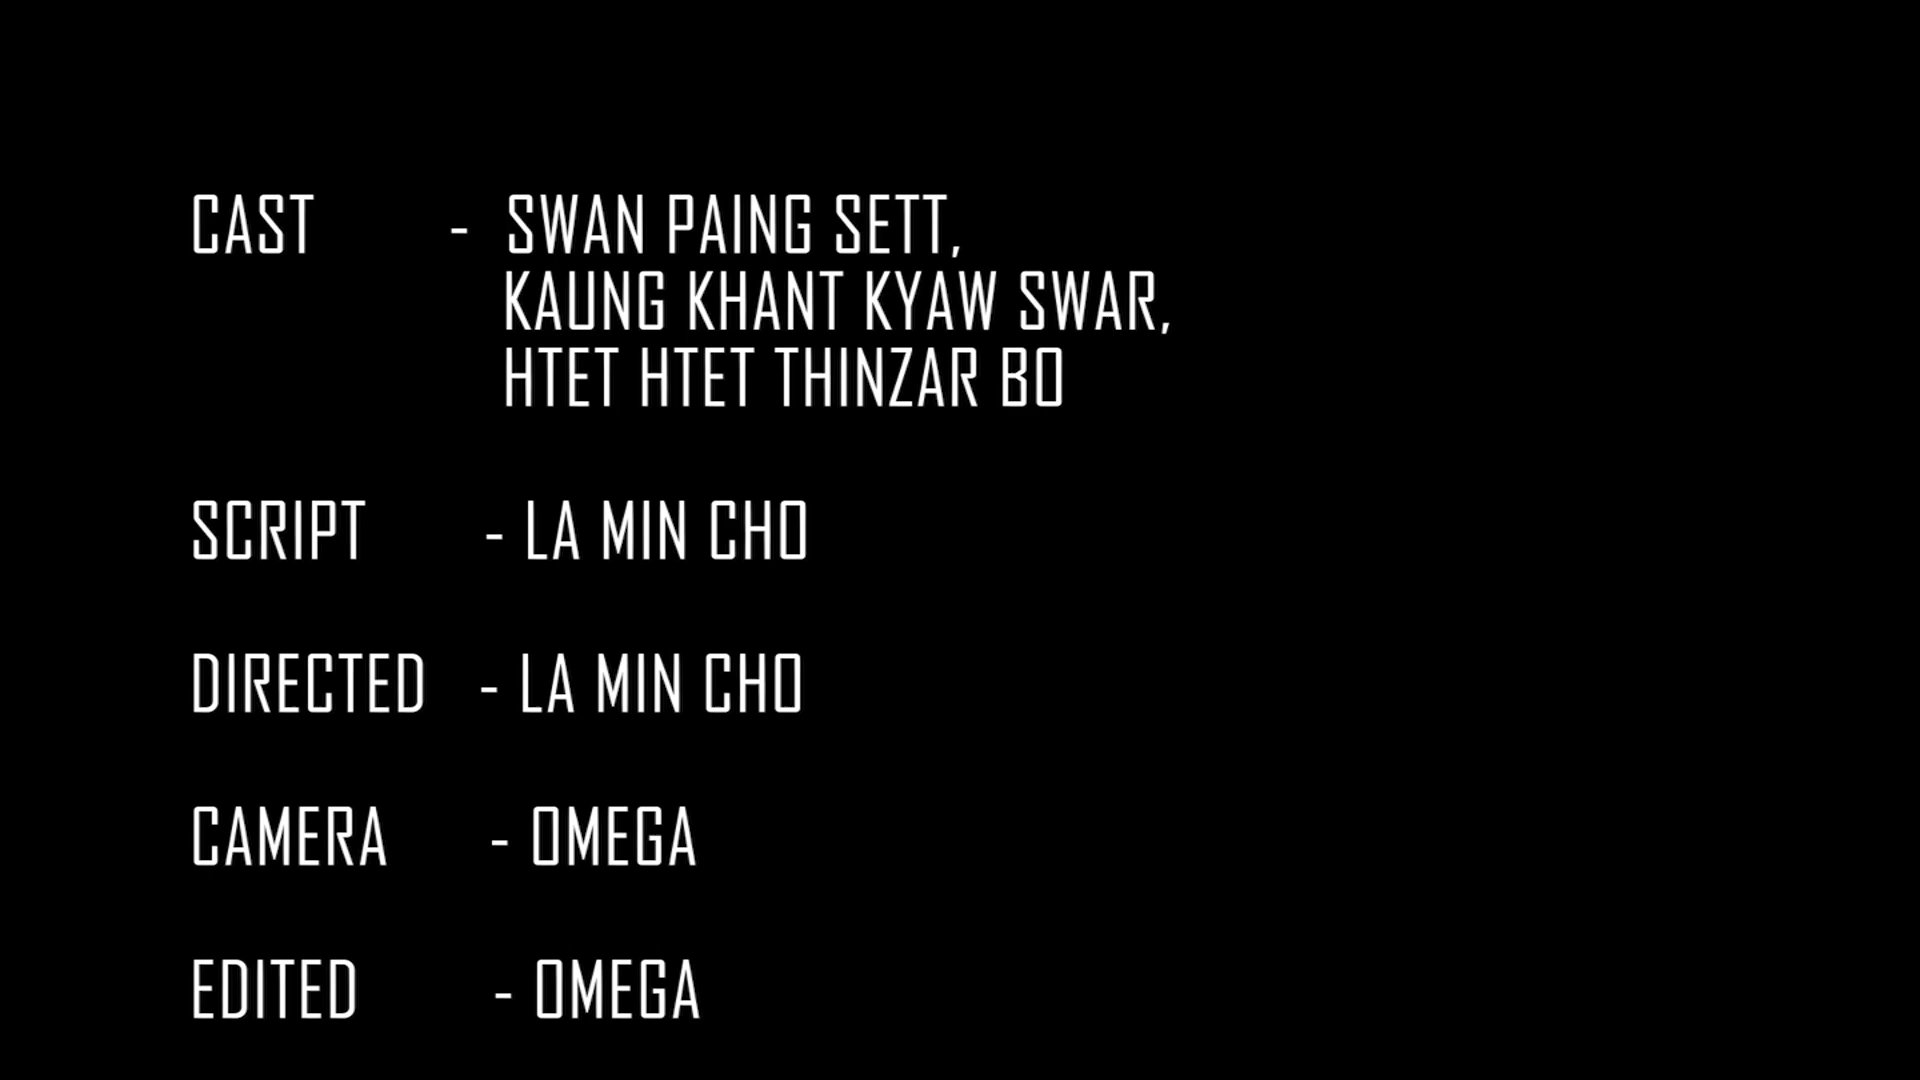 CAST - SWAN PAING SETT,
KAUNG KHANT KYAW SWAR,
HTET HTET THINZAR BO
SCRIPT - LA MIN CHO
DIRECTED - LA MIN CHO
CAMERA - OMEGA
EDITED - OMEGA